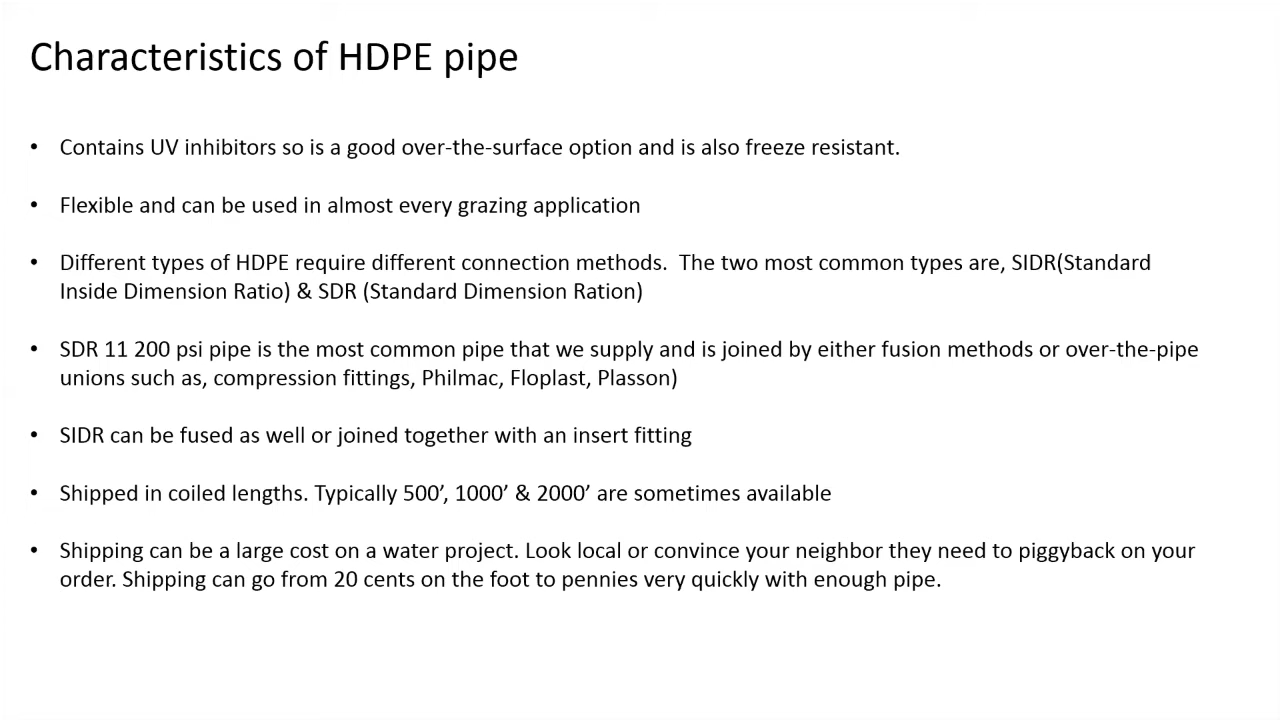 Characteristics of HDPE pipe
• Contains UV inhibitors so is a good over-the-surface option and is also freeze resistant.
• Flexible and can be used in almost every grazing application
• Different types of HDPE require different connection methods.  The two most common types are, SIDR(Standard
Inside Dimension Ratio) & SDR (Standard Dimension Ration)
• SDR 11 200 psi pipe is the most common pipe that we supply and is joined by either fusion methods or over-the-pipe
unions such as, compression fittings, Philmac, Floplast, Plasson)
• SIDR can be fused as well or joined together with an insert fitting
• Shipped in coiled lengths. Typically 500’, 1000’ & 2000’ are sometimes available
• Shipping can be a large cost on a water project. Look local or convince your neighbor they need to piggyback on your
order. Shipping can go from 20 cents on the foot to pennies very quickly with enough pipe.